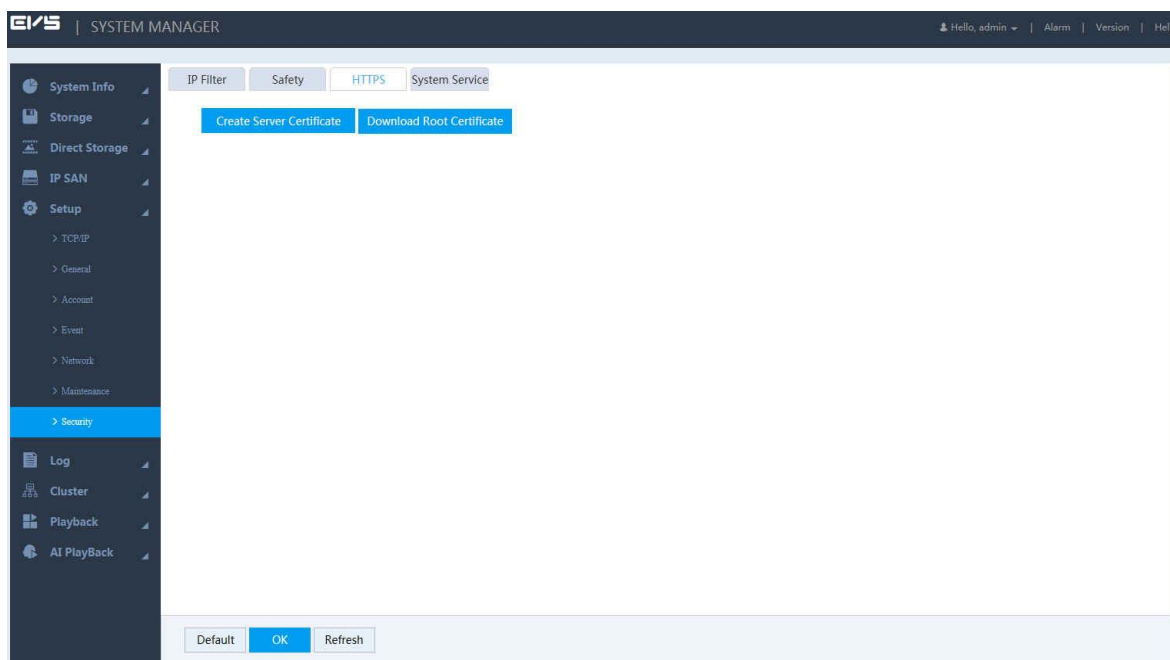 EVS | SYSTEM MANAGER
Hello, admin | Alarm | Version | Hel
IP Filter Safety HTTPS System Service
Create Server Certificate Download Root Certificate
System Info
Storage
Direct Storage
IP SAN
Setup
> TCP/IP
> General
> Account
> Event
> Network
> Maintenance
> Security
Log
Cluster
Playback
AI PlayBack
Default OK Refresh